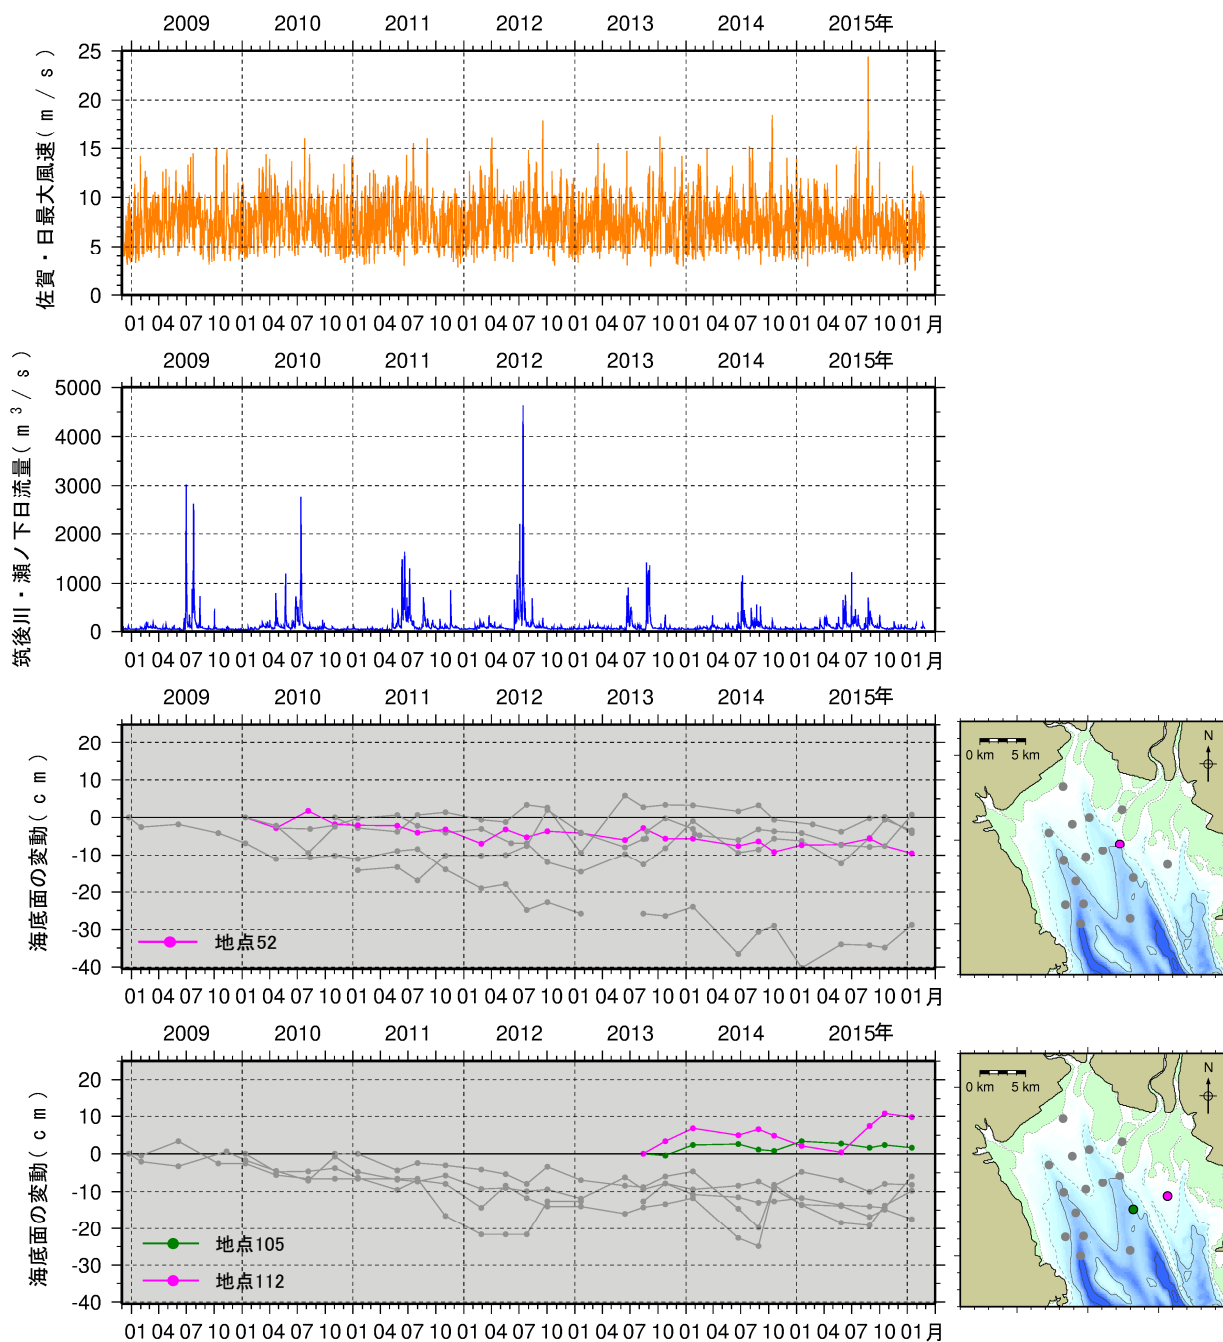 2009 2010 2011 2012 2013 2014 2015年
佐賀・日最大風速(m/s)
25
20
15
10
5
0
01 04 07 10 01 04 07 10 01 04 07 10 01 04 07 10 01 04 07 10 01 04 07 10 01 04 07 10 01 月
2009 2010 2011 2012 2013 2014 2015年
筑後川・瀬ノ下日流量(m³/s)
5000
4000
3000
2000
1000
0
01 04 07 10 01 04 07 10 01 04 07 10 01 04 07 10 01 04 07 10 01 04 07 10 01 04 07 10 01 月
2009 2010 2011 2012 2013 2014 2015年
海底面の変動(cm)
20
10
0
-10
-20
-30
-40
地点52
01 04 07 10 01 04 07 10 01 04 07 10 01 04 07 10 01 04 07 10 01 04 07 10 01 04 07 10 01 月
N
0 km 5 km
2009 2010 2011 2012 2013 2014 2015年
海底面の変動(cm)
20
10
0
-10
-20
-30
-40
地点105
地点112
01 04 07 10 01 04 07 10 01 04 07 10 01 04 07 10 01 04 07 10 01 04 07 10 01 04 07 10 01 月
N
0 km 5 km